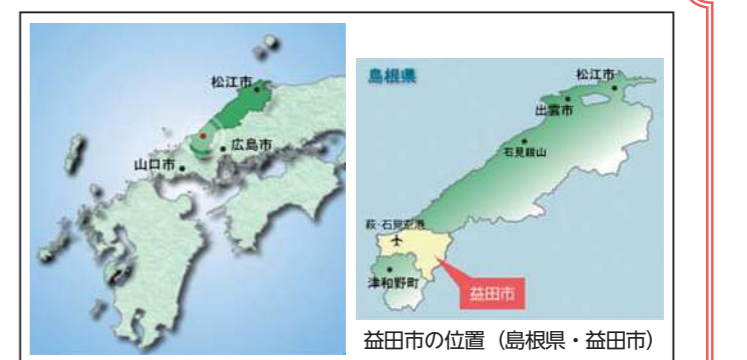 松江市
広島市
山口市
島根県
松江市
出雲市
石見銀山
萩・石見空港
津和野町
益田市
益田市の位置（島根県・益田市）